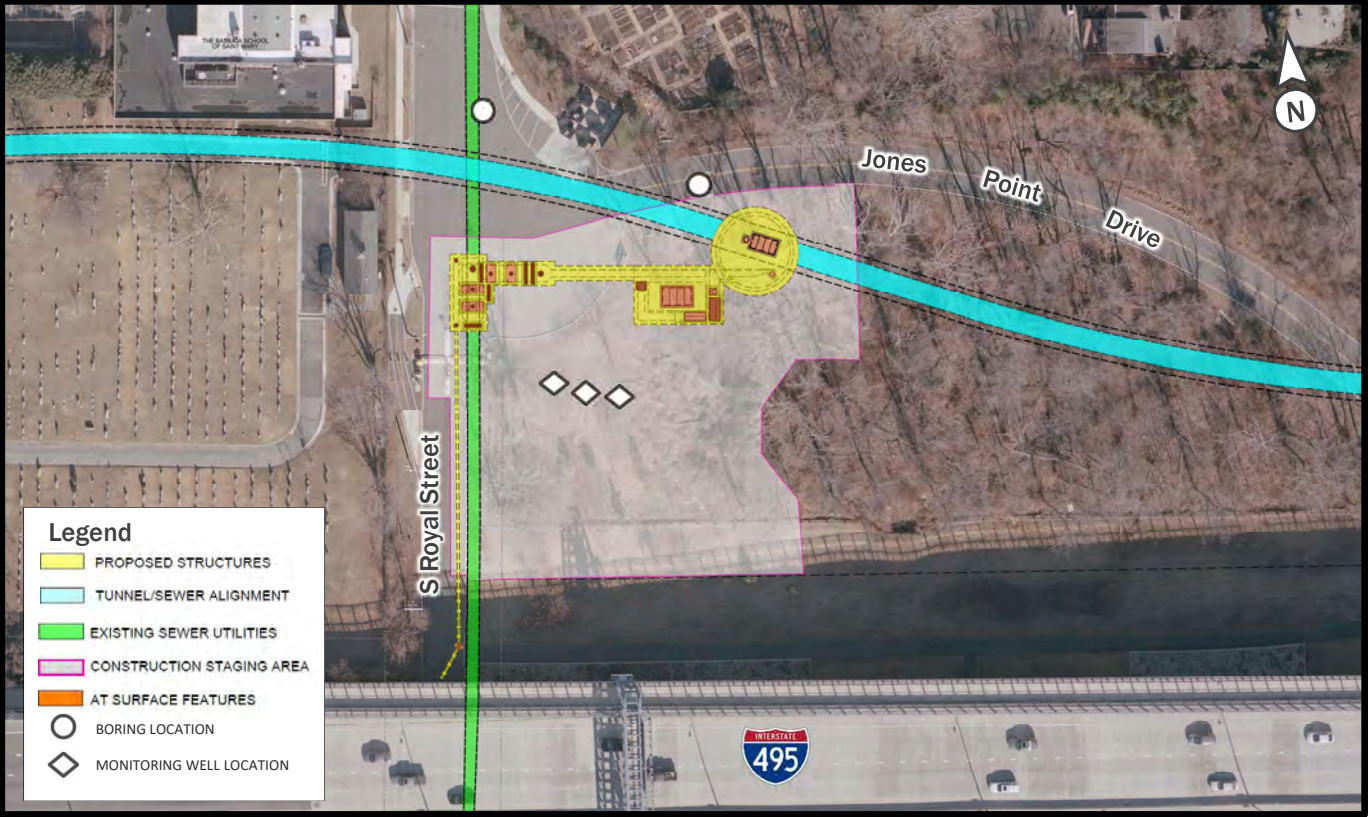 THE BASILICA SCHOOL
OF SAINT MARY
N
Jones Point Drive
S Royal Street
Legend
PROPOSED STRUCTURES
TUNNEL/SEWER ALIGNMENT
EXISTING SEWER UTILITIES
CONSTRUCTION STAGING AREA
AT SURFACE FEATURES
BORING LOCATION
MONITORING WELL LOCATION
INTERSTATE
495